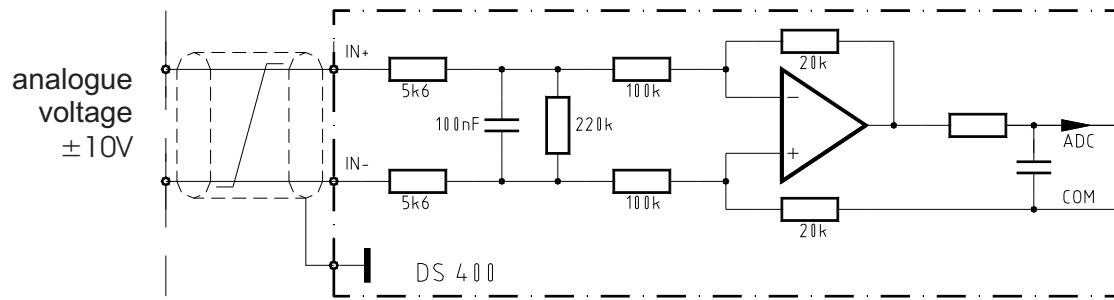 analogue
voltage
±10V
IN+
5k6
100nF
220k
100k
20k
−
+
ADC
IN-
5k6
100k
20k
COM
DS 400